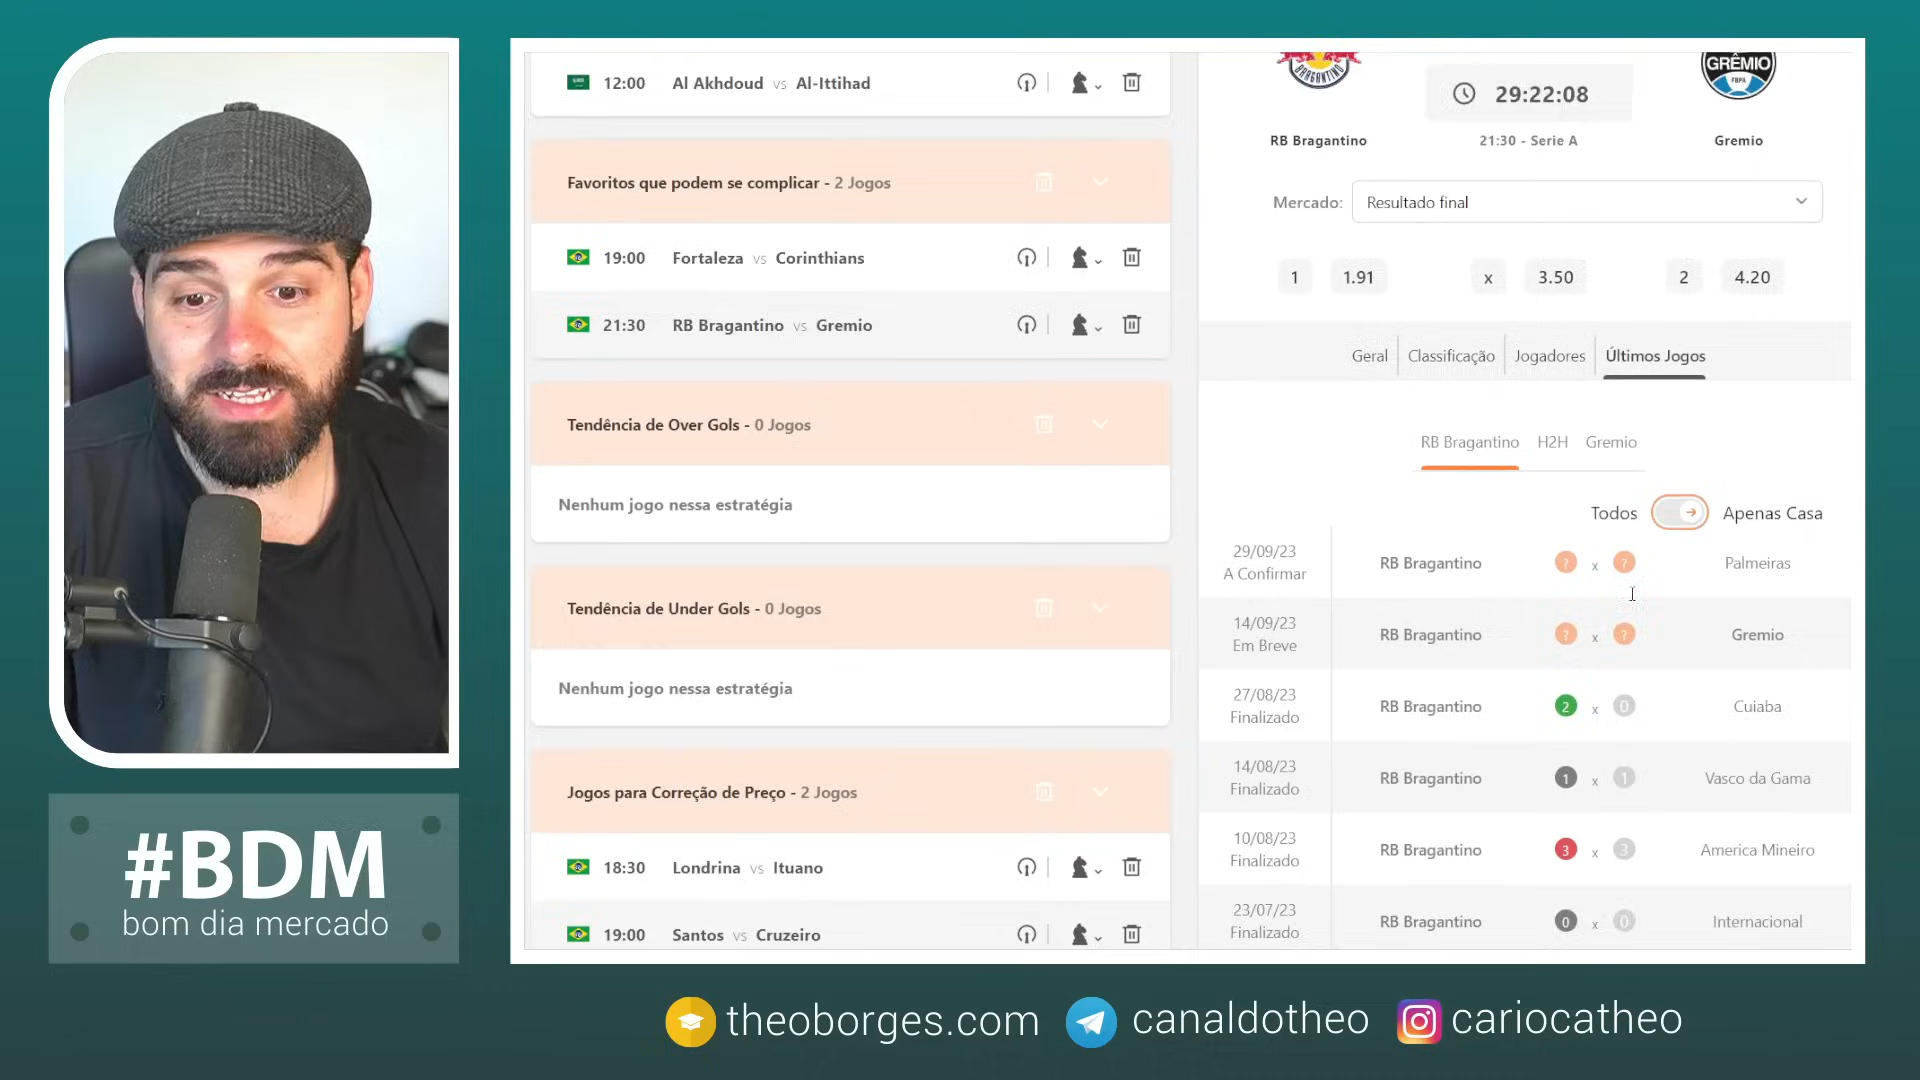 12:00 Al Akhdoud vs Al-Ittihad
Favoritos que podem se complicar - 2 Jogos
19:00 Fortaleza vs Corinthians
21:30 RB Bragantino vs Gremio
Tendência de Over Gols - 0 Jogos
Nenhum jogo nessa estratégia
Tendência de Under Gols - 0 Jogos
Nenhum jogo nessa estratégia
Jogos para Correção de Preço - 2 Jogos
18:30 Londrina vs Ituano
19:00 Santos vs Cruzeiro
BRAGANTINO
GRÊMIO
FBPA
29:22:08
RB Bragantino 21:30 - Serie A Gremio
Mercado: Resultado final
1 1.91 x 3.50 2 4.20
Geral Classificação Jogadores Últimos Jogos
RB Bragantino H2H Gremio
Todos Apenas Casa
29/09/23
A Confirmar RB Bragantino ? x ? Palmeiras
14/09/23
Em Breve RB Bragantino ? x ? Gremio
27/08/23
Finalizado RB Bragantino 2 x 0 Cuiaba
14/08/23
Finalizado RB Bragantino 1 x 1 Vasco da Gama
10/08/23
Finalizado RB Bragantino 3 x 3 America Mineiro
23/07/23
Finalizado RB Bragantino 0 x 0 Internacional
#BDM
bom dia mercado
theoborges.com canaldotheo cariocatheo